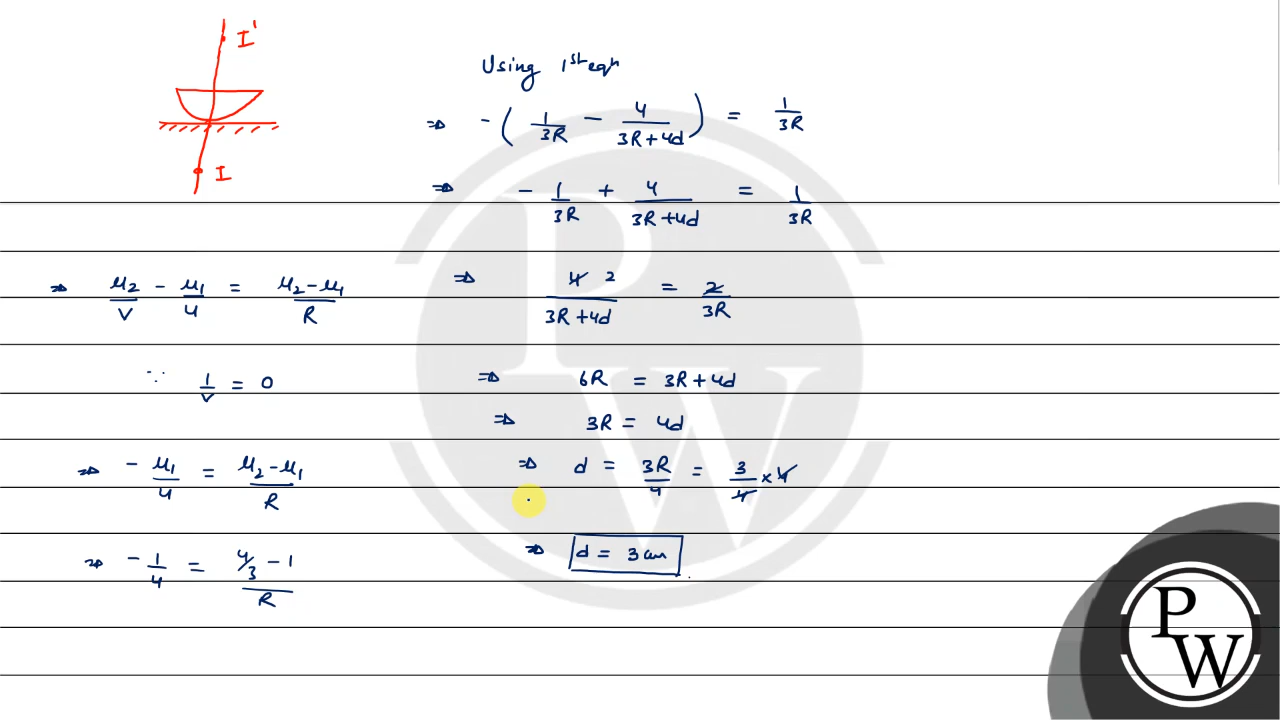 I'
I
⇒ μ₂/v - μ₁/u = (μ₂-μ₁)/R
∵ 1/v = 0
⇒ -μ₁/u = (μ₂-μ₁)/R
⇒ -1/u = (4/3 - 1)/R
Using 1st eqn
⇒ -(1/3R - 4/(3R+4d)) = 1/3R
⇒ -1/3R + 4/(3R+4d) = 1/3R
⇒ 4 2/(3R+4d) = 2/3R
⇒ 6R = 3R+4d
⇒ 3R = 4d
⇒ d = 3R/4 = 3/4 × 4
⇒ d = 3 cm
P
W
P
W